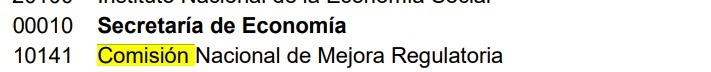 00010 Secretaría de Economía
10141 Comisión Nacional de Mejora Regulatoria